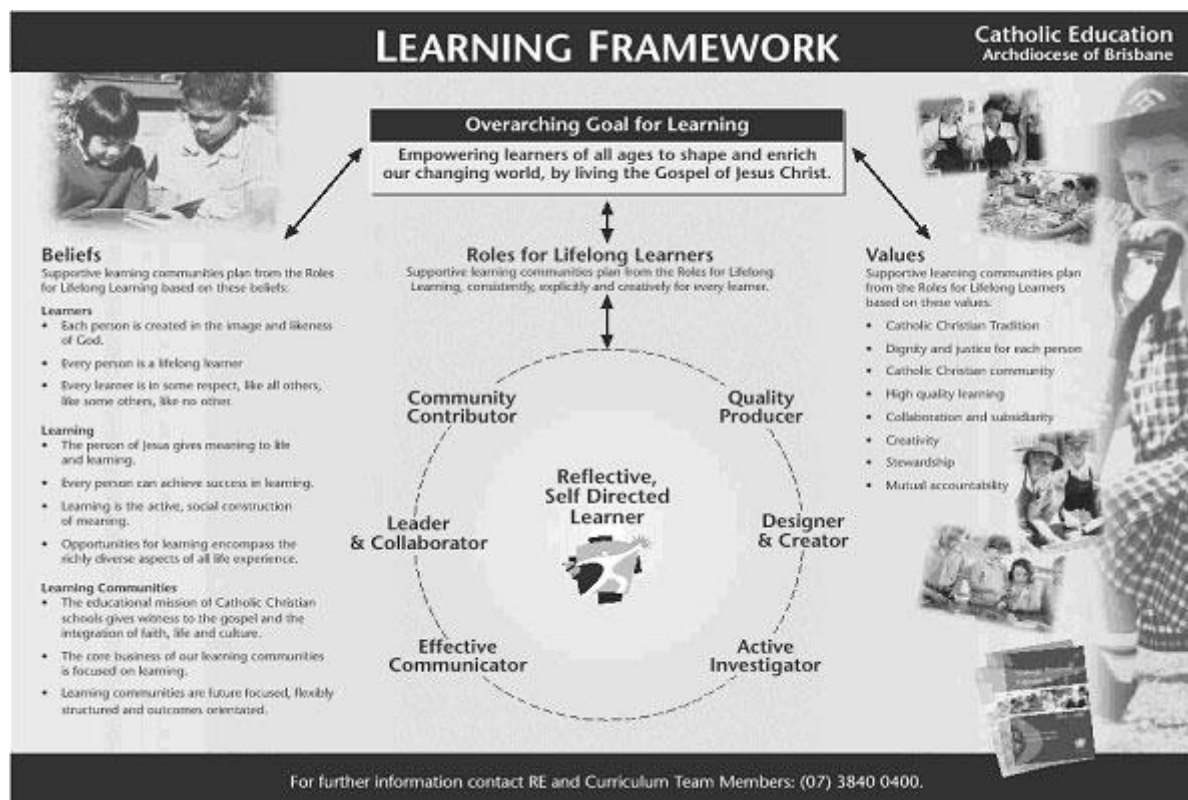 LEARNING FRAMEWORK
Catholic Education
Archdiocese of Brisbane
Overarching Goal for Learning
Empowering learners of all ages to shape and enrich
our changing world, by living the Gospel of Jesus Christ.
Beliefs
Supportive learning communities plan from the Roles
for Lifelong Learning based on these beliefs:
Learners
• Each person is created in the image and likeness
of God.
• Every person is a lifelong learner
• Every learner is in some respect, like all others,
like some others, like no other.
Learning
• The person of Jesus gives meaning to life
and learning.
• Every person can achieve success in learning.
• Learning is the active, social construction
of meaning.
• Opportunities for learning encompass the
richly diverse aspects of all life experience.
Learning Communities
• The educational mission of Catholic Christian
schools gives witness to the gospel and the
integration of faith, life and culture.
• The core business of our learning communities
is focused on learning.
• Learning communities are future focused, flexibly
structured and outcomes orientated.
Roles for Lifelong Learners
Supportive learning communities plan from the Roles for Lifelong
Learning, consistently, explicitly and creatively for every learner.
Community
Contributor
Quality
Producer
Reflective,
Self Directed
Learner
Leader
& Collaborator
Designer
& Creator
Effective
Communicator
Active
Investigator
Values
Supportive learning communities plan
from the Roles for Lifelong Learners
based on these values:
• Catholic Christian Tradition
• Dignity and justice for each person
• Catholic Christian community
• High quality learning
• Collaboration and subsidiarity
• Creativity
• Stewardship
• Mutual accountability
For further information contact RE and Curriculum Team Members: (07) 3840 0400.